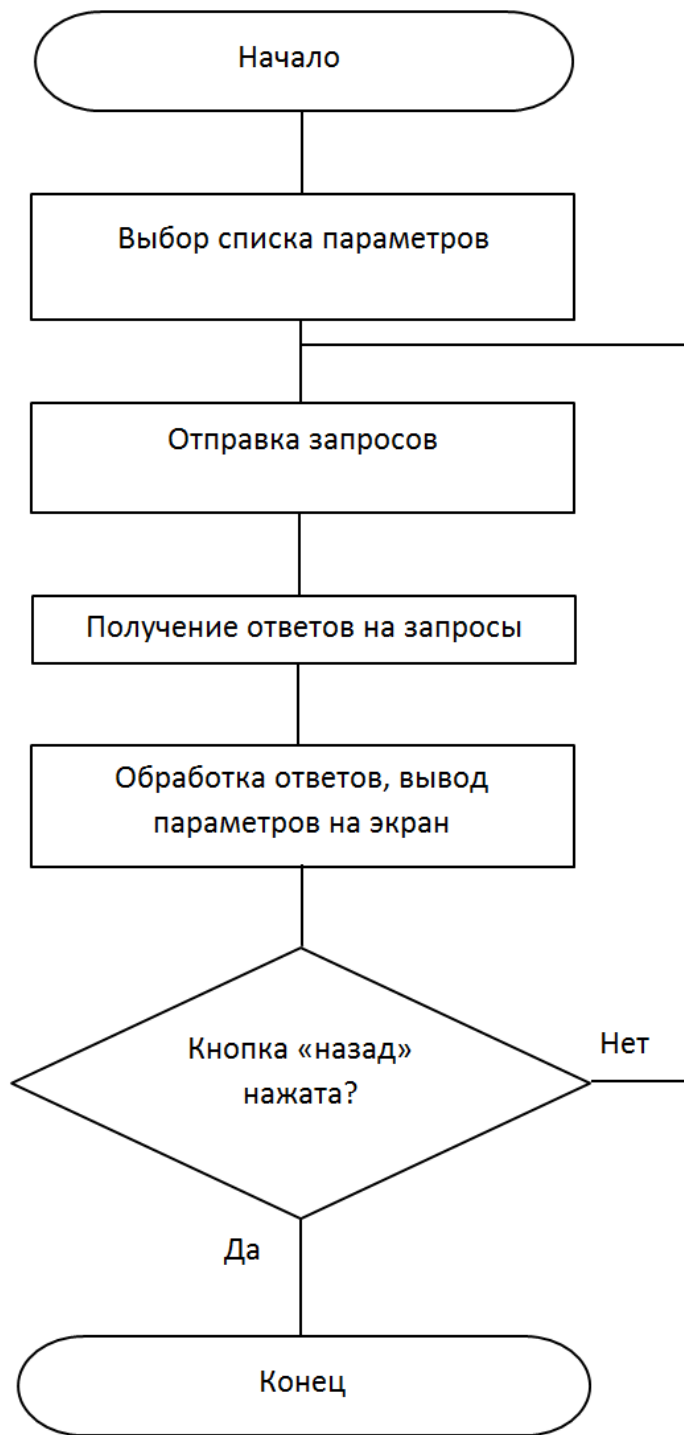 Начало
Выбор списка параметров
Отправка запросов
Получение ответов на запросы
Обработка ответов, вывод
параметров на экран
Кнопка «назад»
нажата?
Нет
Да
Конец